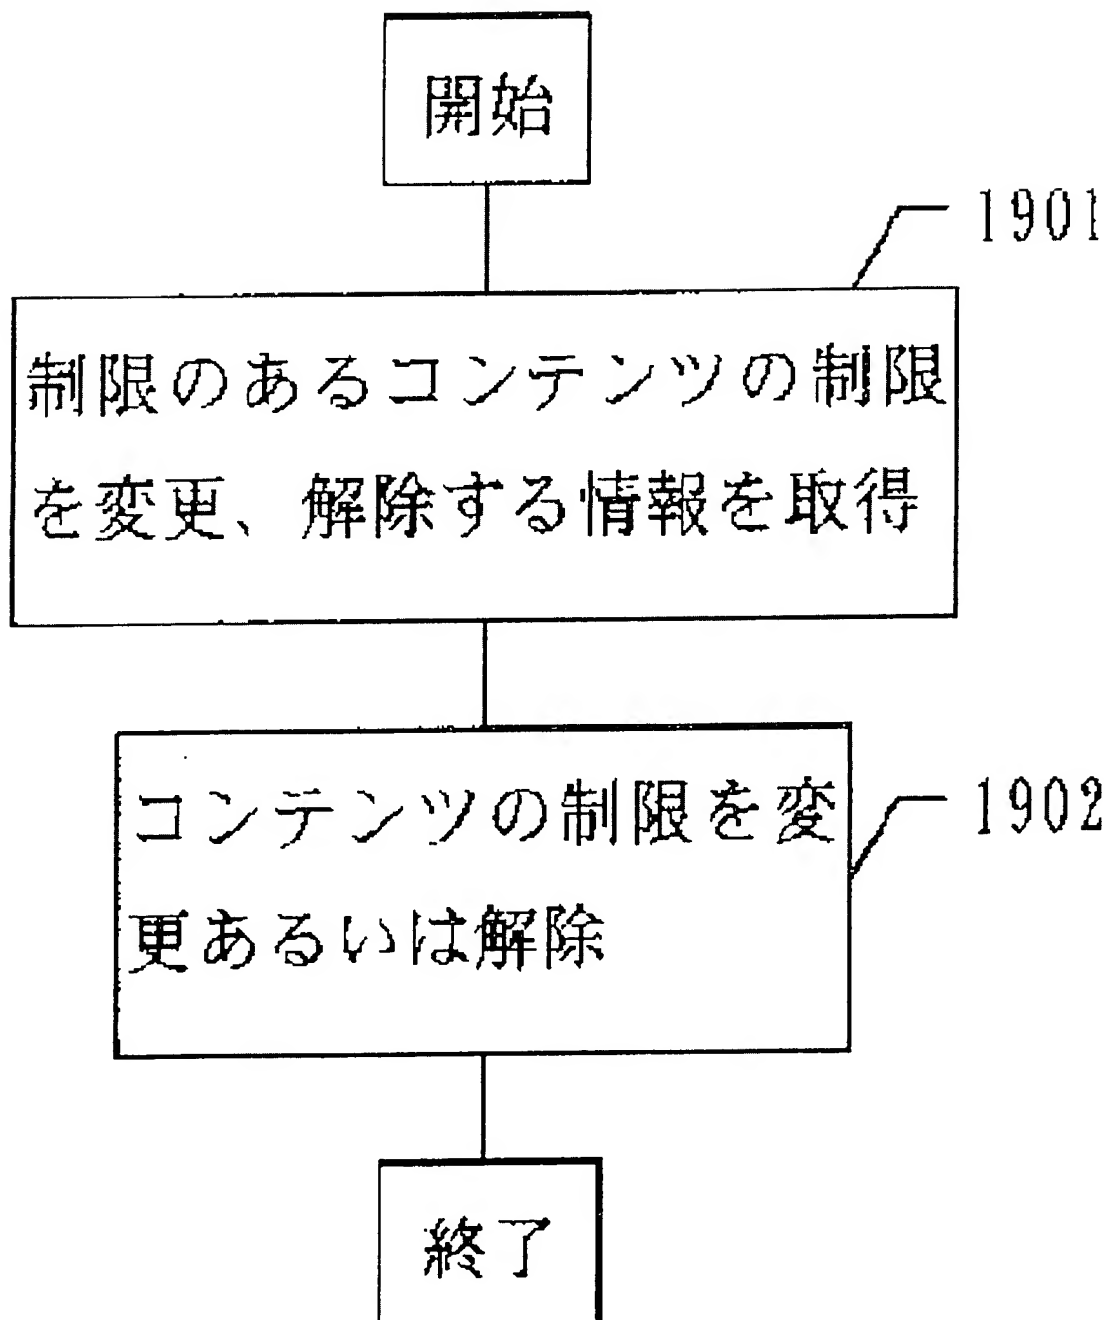 開始
1901
制限のあるコンテンツの制限
を変更、解除する情報を取得
コンテンツの制限を変
1902
更あるいは解除
終了